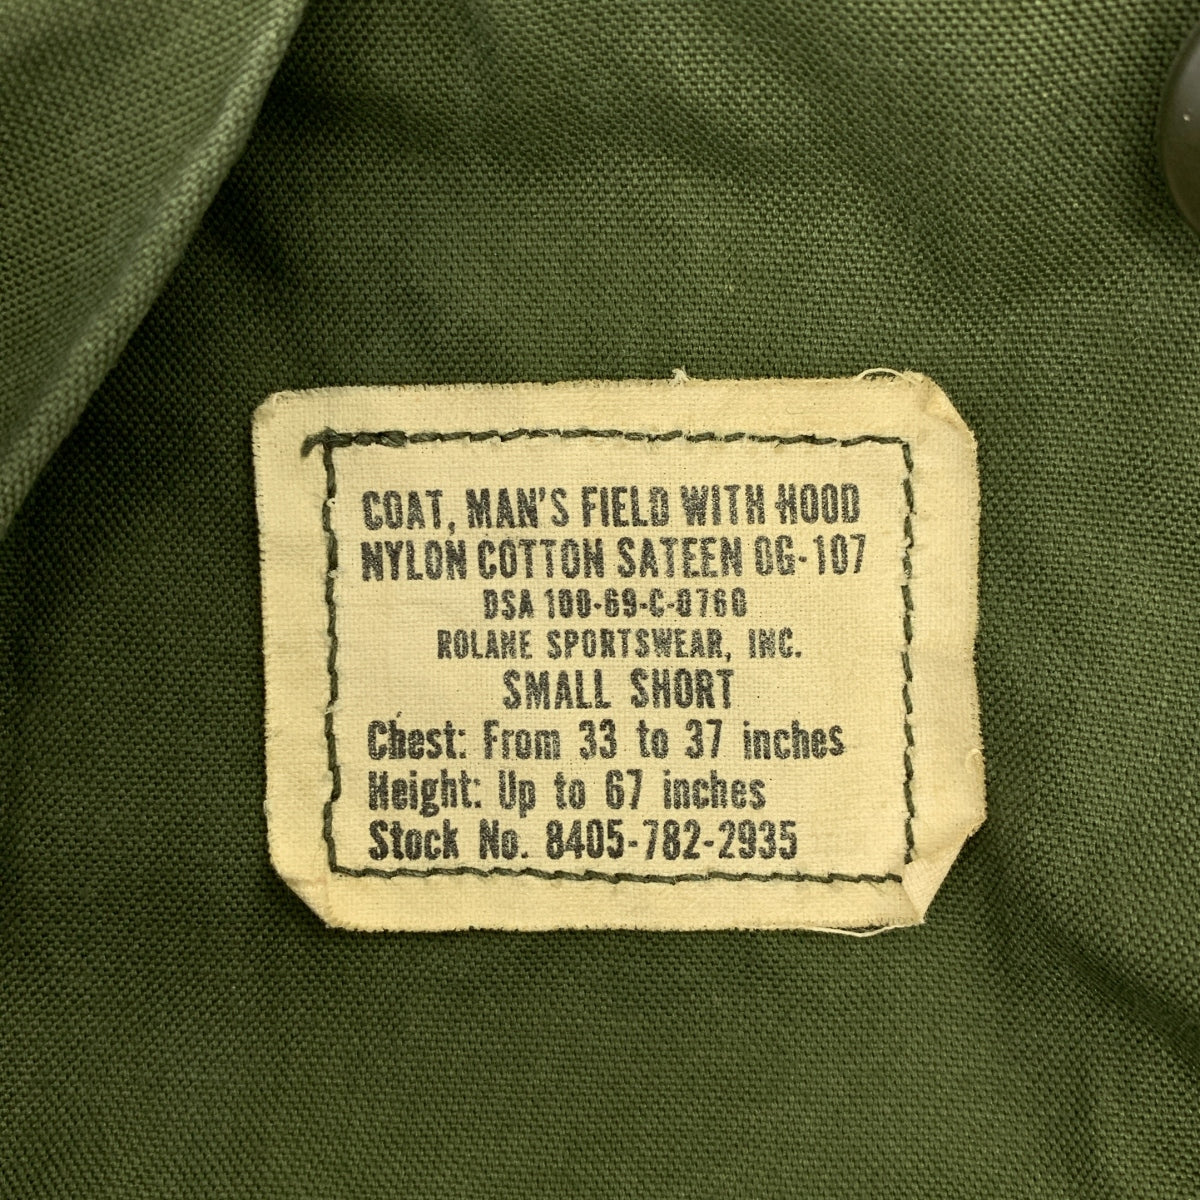 COAT, MAN'S FIELD WITH HOOD
NYLON COTTON SATEEN OG-107
DSA 100-69-C-0760
ROLANE SPORTSWEAR, INC.
SMALL SHORT
Chest: From 33 to 37 inches
Height: Up to 67 inches
Stock No. 8405-782-2935